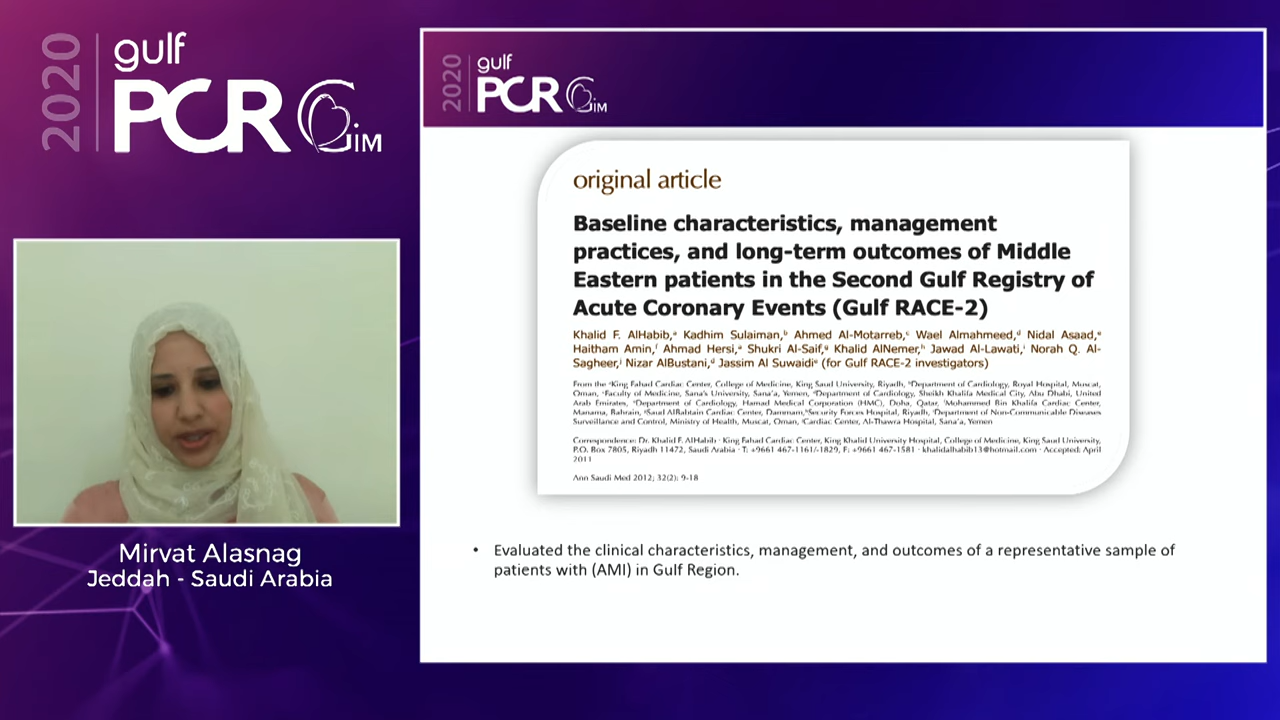 2020
gulf
PCR GIM
Mirvat Alasnag
Jeddah - Saudi Arabia
2020
gulf
PCR GIM
original article
Baseline characteristics, management
practices, and long-term outcomes of Middle
Eastern patients in the Second Gulf Registry of
Acute Coronary Events (Gulf RACE-2)
Khalid F. AlHabib,a Kadhim Sulaiman,b Ahmed Al-Motarreb,c Wael Almahmeed,d Nidal Asaad,e
Haitham Amin,f Ahmad Hersi,a Shukri Al-Saif,g Khalid AlNemer,h Jawad Al-Lawati,i Norah Q. Al-
Sagheer,j Nizar AlBustani,d Jassim Al Suwaidie (for Gulf RACE-2 investigators)
From the aKing Fahad Cardiac Center, College of Medicine, King Saud University, Riyadh, bDepartment of Cardiology, Royal Hospital, Muscat,
Oman, cFaculty of Medicine, Sana's University, Sana'a, Yemen, dDepartment of Cardiology, Sheikh Khalifa Medical City, Abu Dhabi, United
Arab Emirates, eDepartment of Cardiology, Hamad Medical Corporation (HMC), Doha, Qatar, fMohammed Bin Khalifa Cardiac Center,
Manama, Bahrain, gSaud AlBabtain Cardiac Center, Dammam,hSecurity Forces Hospital, Riyadh, iDepartment of Non-Communicable Diseases
Surveillance and Control, Ministry of Health, Muscat, Oman, jCardiac Center, Al-Thawra Hospital, Sana'a, Yemen
Correspondence: Dr. Khalid F. AlHabib · King Fahad Cardiac Center, King Khalid University Hospital, College of Medicine, King Saud University,
P.O. Box 7805, Riyadh 11472, Saudi Arabia · T: +9661 467-1161/-1829, F: +9661 467-1581 · khalidalhabib13@hotmail.com · Accepted: April
2011
Ann Saudi Med 2012; 32(2): 9-18
• Evaluated the clinical characteristics, management, and outcomes of a representative sample of
patients with (AMI) in Gulf Region.